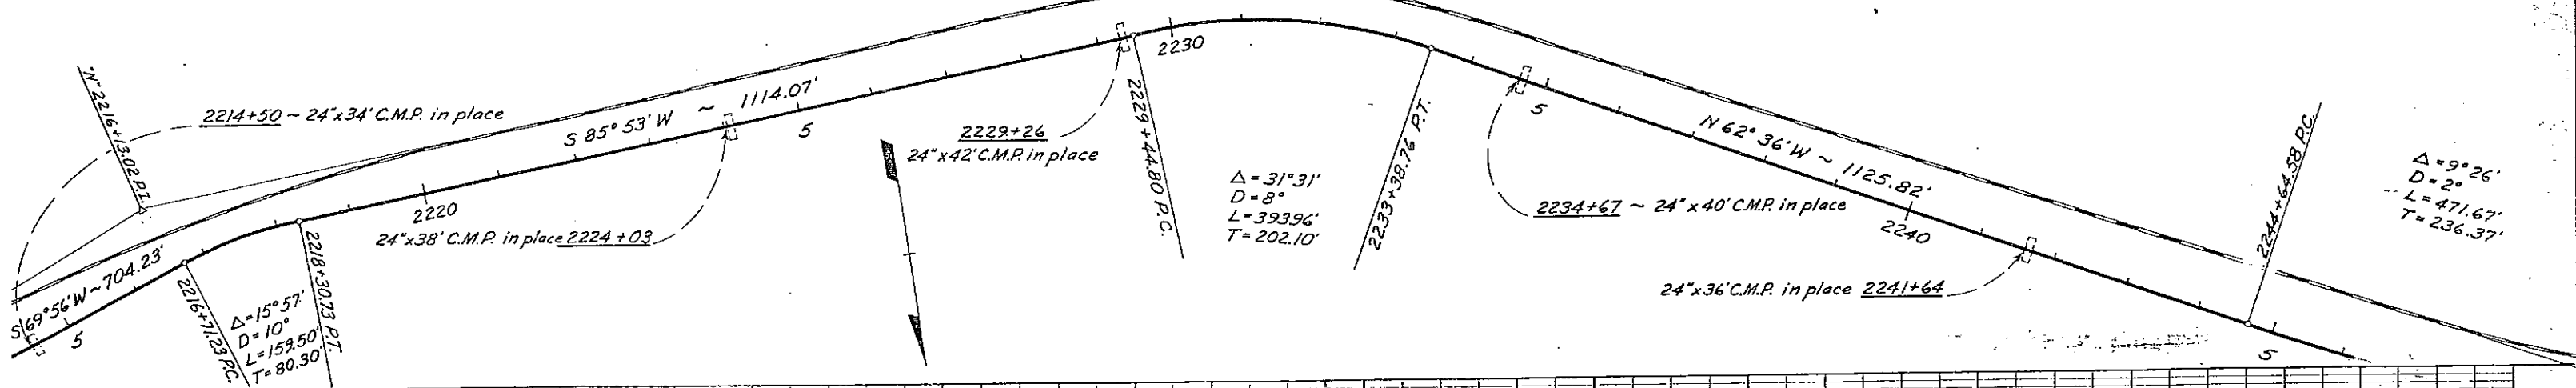 "N" 2216+13.02 P.I.
2214+50 ~ 24"x34' C.M.P. in place
S 69°56' W ~ 704.23'
5
2216+71.23 P.C.
Δ=15°57'
D=10°
L=159.50'
T=80.30'
2218+30.73 P.T.
2220
24"x38' C.M.P. in place 2224+03
S 85°53' W ~ 1114.07'
5
2229+26
24"x42' C.M.P. in place
2229+44.80 P.C.
2230
Δ=31°31'
D=8°
L=393.96'
T=202.10'
2233+38.76 P.T.
5
2234+67 ~ 24"x40' C.M.P. in place
N 62°36' W ~ 1125.82'
2240
24"x36' C.M.P. in place 2241+64
2244+64.58 P.C.
5
Δ=9°26'
D=2°
L=471.67'
T=236.37'